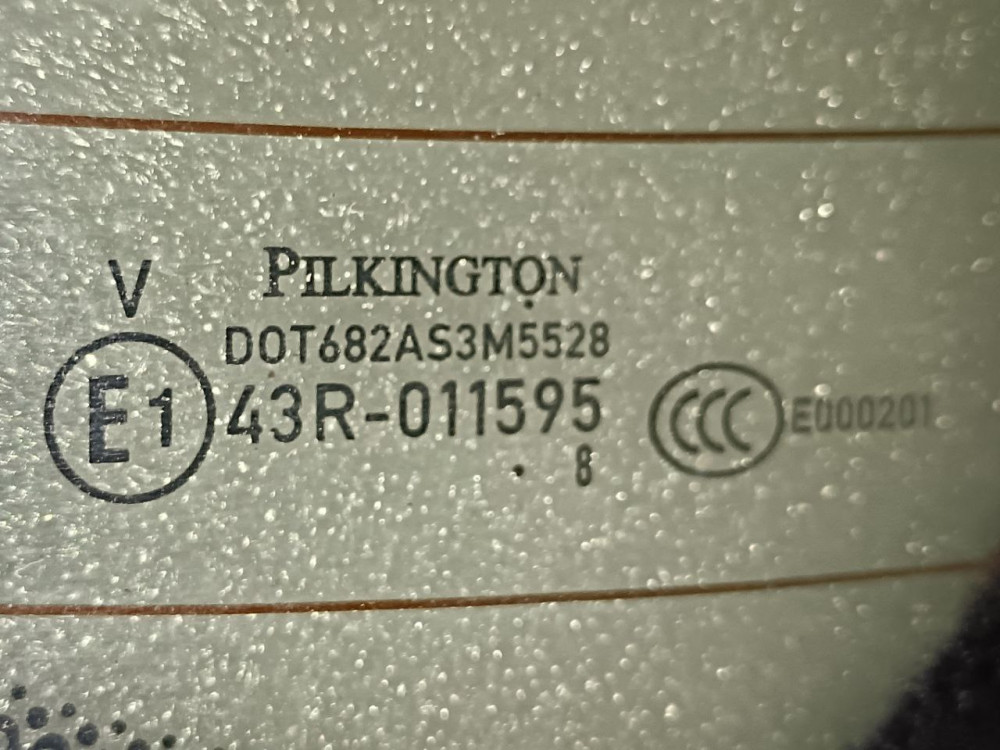 V
PILKINGTON
DOT682AS3M5528
E1 43R-011595
CCC E000201
. 8